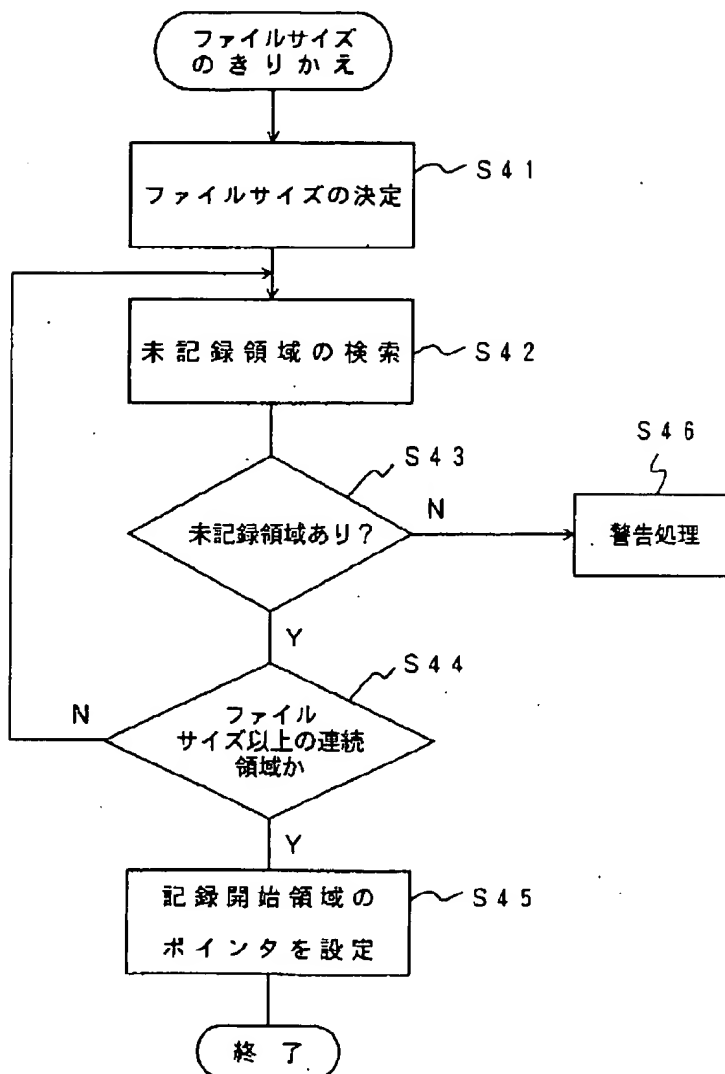 ファイルサイズ
のきりかえ
S41
ファイルサイズの決定
未記録領域の検索
S42
S43
S46
未記録領域あり?
N
警告処理
Y
S44
N
ファイル
サイズ以上の連続
領域か
Y
記録開始領域の
ポインタを設定
S45
終了